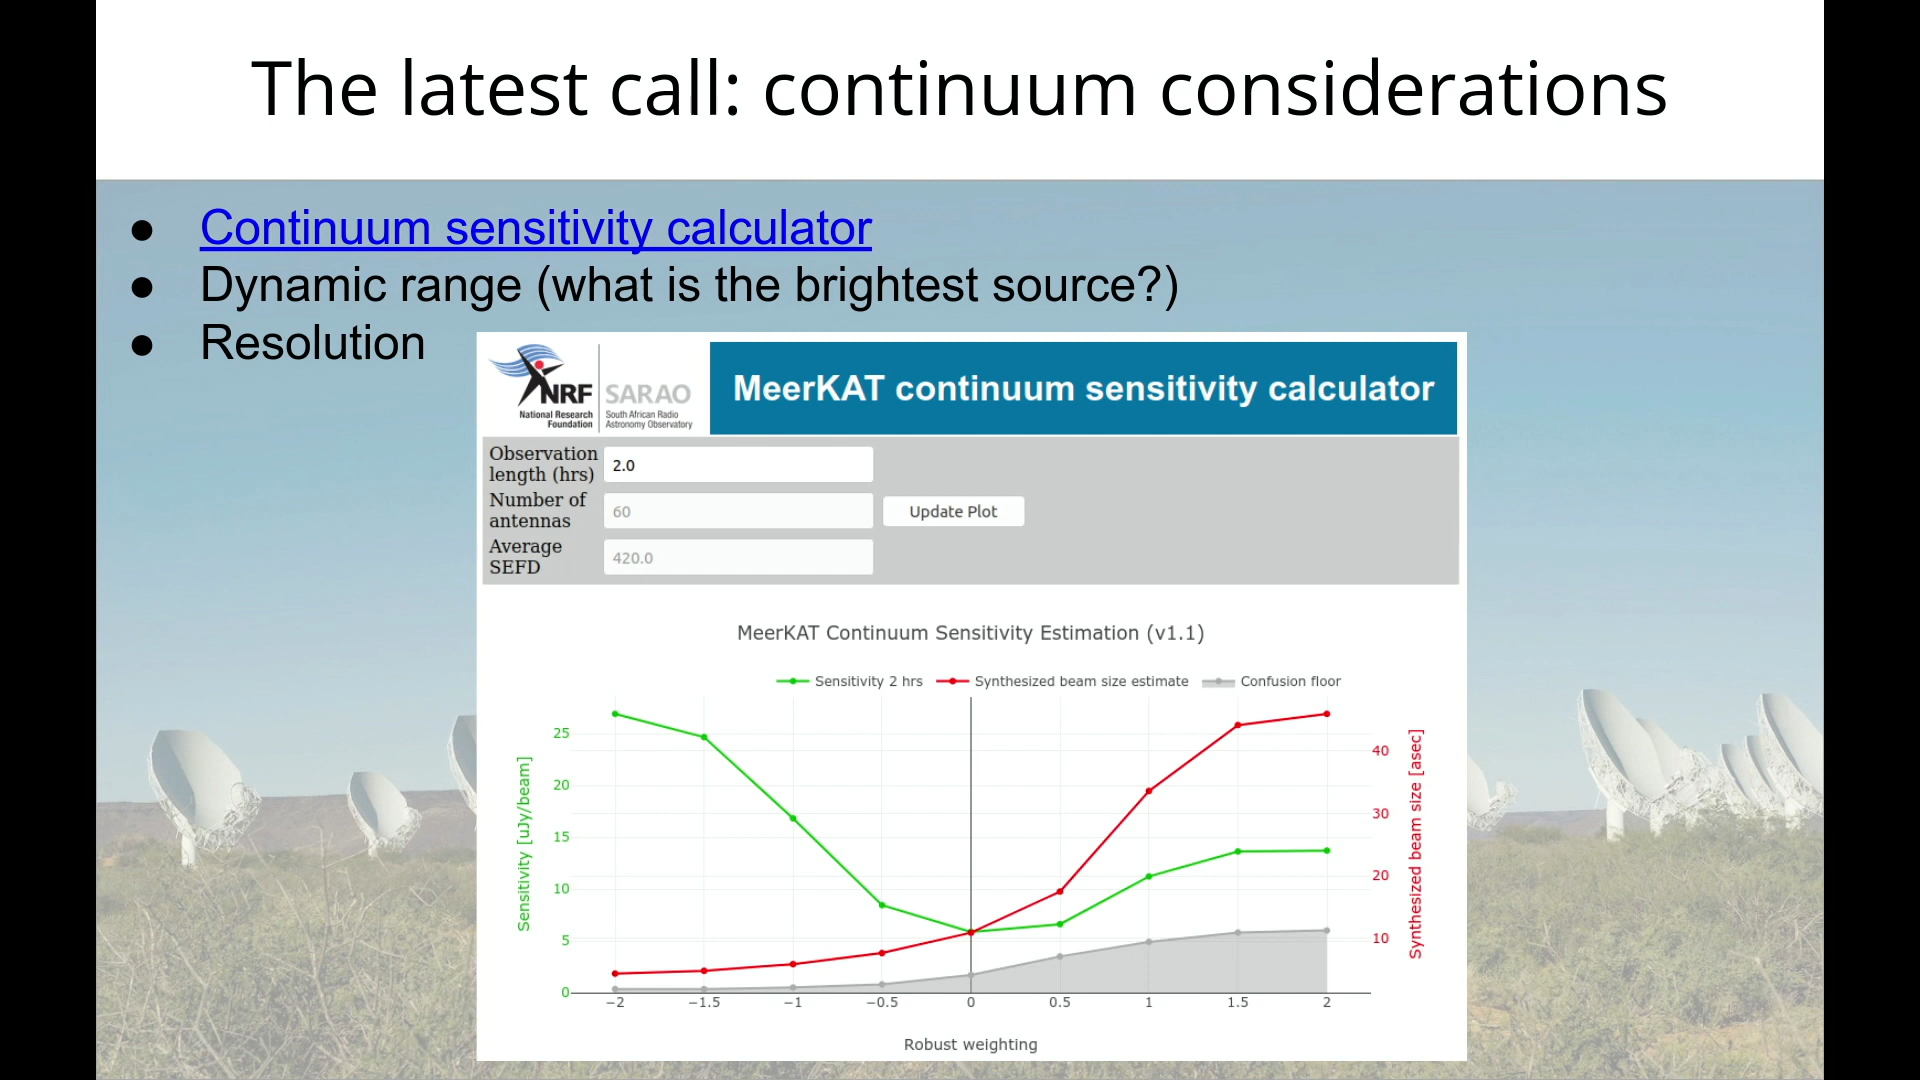 The latest call: continuum considerations
● Continuum sensitivity calculator
● Dynamic range (what is the brightest source?)
● Resolution
NRF
National Research
Foundation
SARAO
South African Radio
Astronomy Observatory
MeerKAT continuum sensitivity calculator
Observation
length (hrs)
2.0
Number of
antennas
60
Update Plot
Average
SEFD
420.0
MeerKAT Continuum Sensitivity Estimation (v1.1)
Sensitivity 2 hrs
Synthesized beam size estimate
Confusion floor
Sensitivity [uJy/beam]
25
20
15
10
5
0
40
30
20
10
Synthesized beam size [asec]
−2 −1.5 −1 −0.5 0 0.5 1 1.5 2
Robust weighting